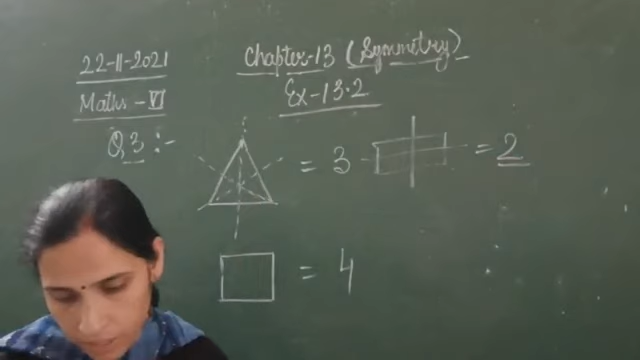 22-11-2021
Chapter-13 (Symmetry)
Maths - VI
Ex-13.2
Q.3 :-
= 3
= 2
= 4